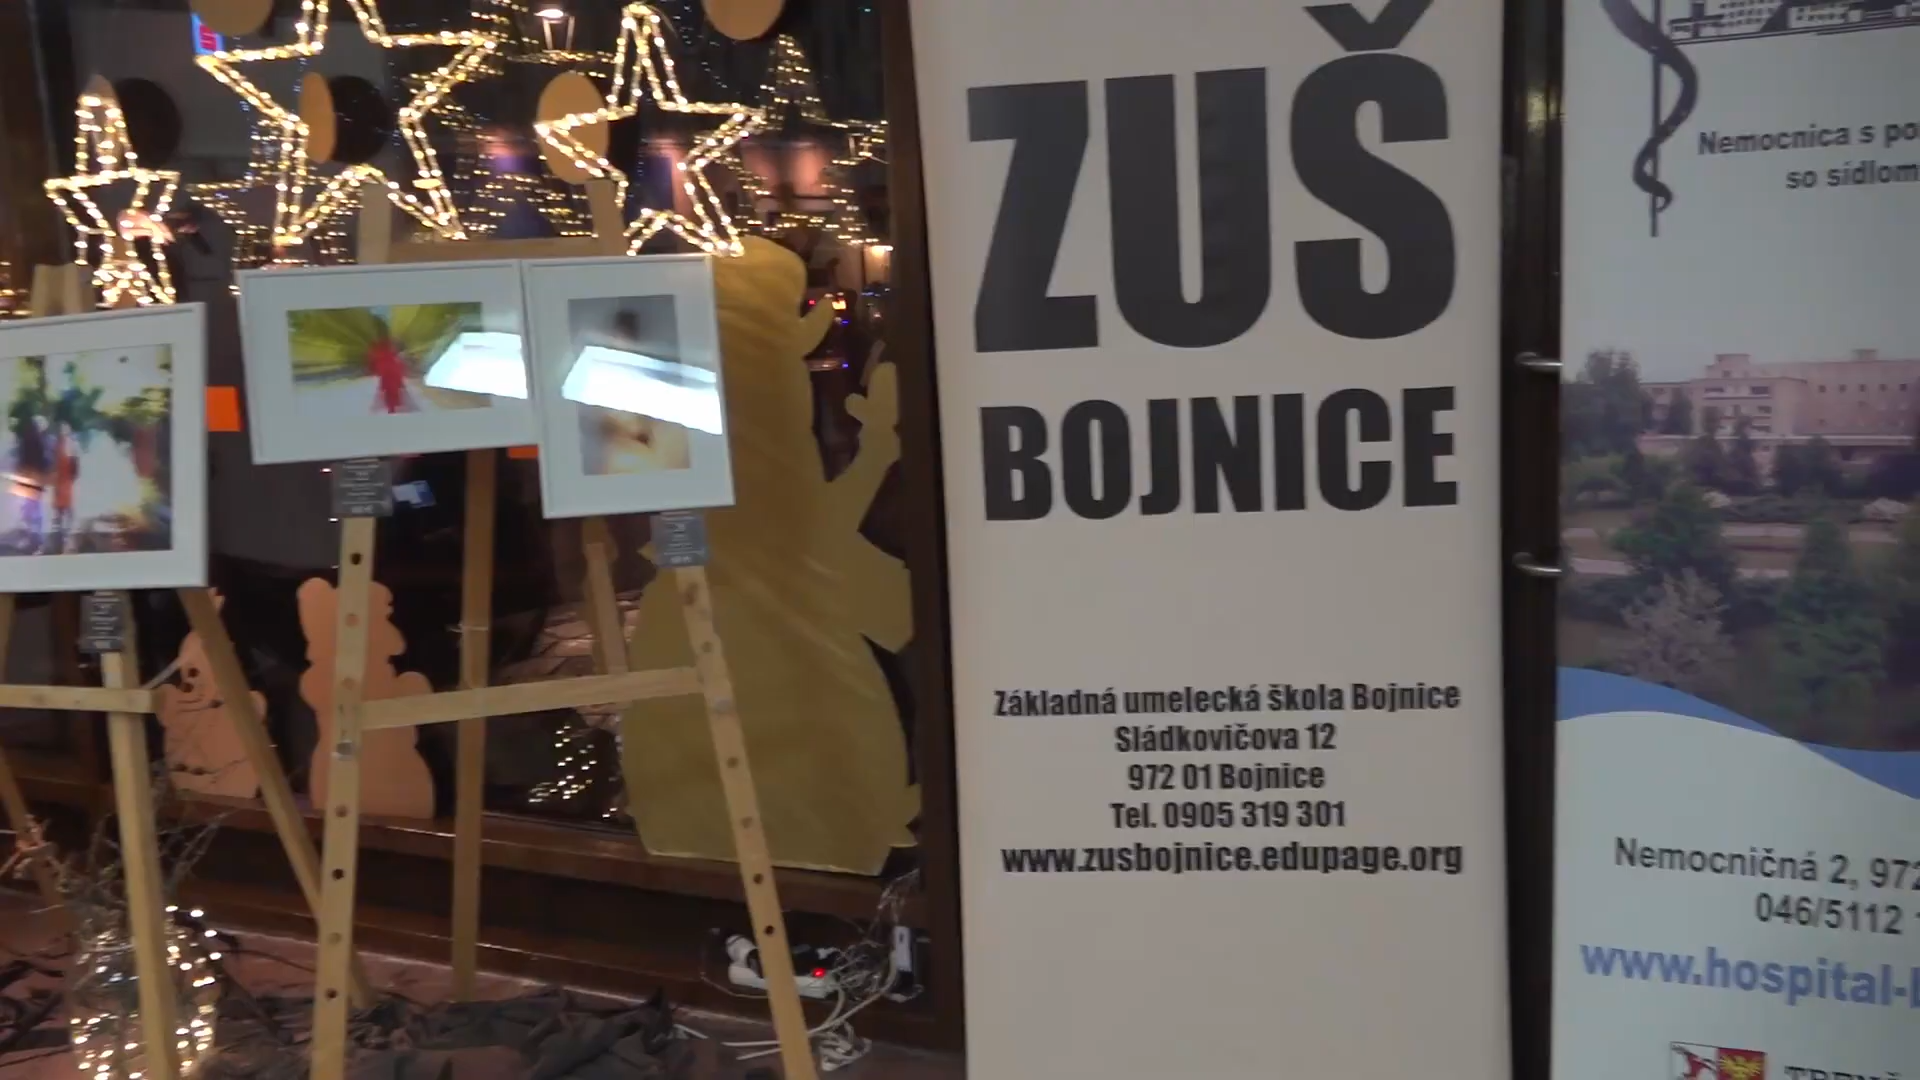 ZUŠ
BOJNICE
Základná umelecká škola Bojnice
Sládkovičova 12
972 01 Bojnice
Tel. 0905 319 301
www.zusbojnice.edupage.org
Nemocnica s
so sídlom
Nemocničná 2, 972
046/5112
www.hospital-